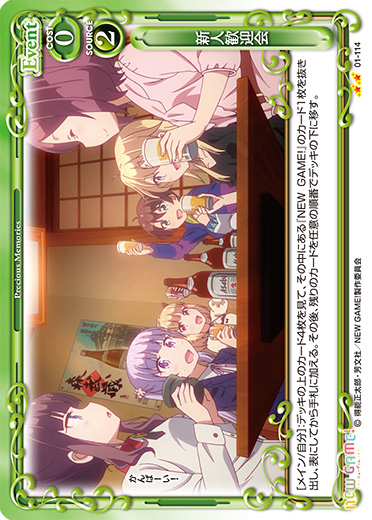 Event
COST
0
SOURCE
2
新人歓迎会
01-114
Precious Memories
かんぱーい!
[メイン/自分]:デッキの上のカード4枚を見て、その中にある『NEW GAME!』のカード1枚を抜き
出し、表にしてから手札に加える。その後、残りのカードを任意の順番でデッキの下に移す。
NEW GAME!
© 得能正太郎・芳文社/NEW GAME!製作委員会